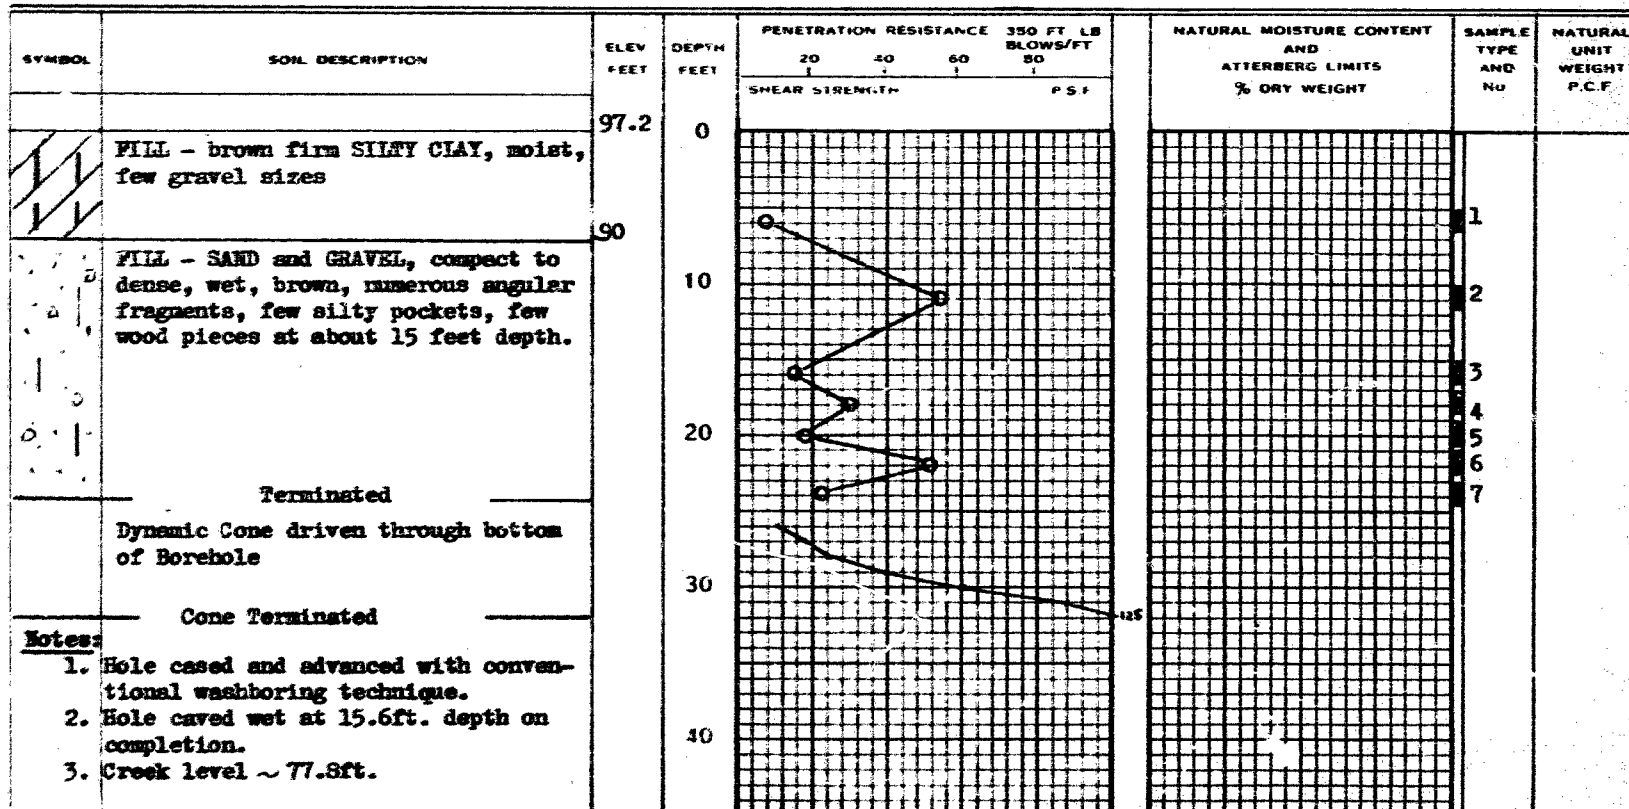 SYMBOL
SOIL DESCRIPTION
ELEV
FEET
DEPTH
FEET
PENETRATION RESISTANCE 350 FT LB
BLOWS/FT
20 40 60 80
SHEAR STRENGTH P.S.F
NATURAL MOISTURE CONTENT
AND
ATTERBERG LIMITS
% DRY WEIGHT
SAMPLE
TYPE
AND
No
NATURAL
UNIT
WEIGHT
P.C.F
97.2
0
FILL - brown firm SILTY CLAY, moist,
few gravel sizes
1
90
FILL - SAND and GRAVEL, compact to
dense, wet, brown, numerous angular
fragments, few silty pockets, few
wood pieces at about 15 feet depth.
10
2
3
4
20
5
6
7
Terminated
Dynamic Cone driven through bottom
of Borehole
30
125
Cone Terminated
Notes:
1. Hole cased and advanced with conven-
tional washboring technique.
2. Hole caved wet at 15.6ft. depth on
completion.
3. Creek level ~ 77.8ft.
40